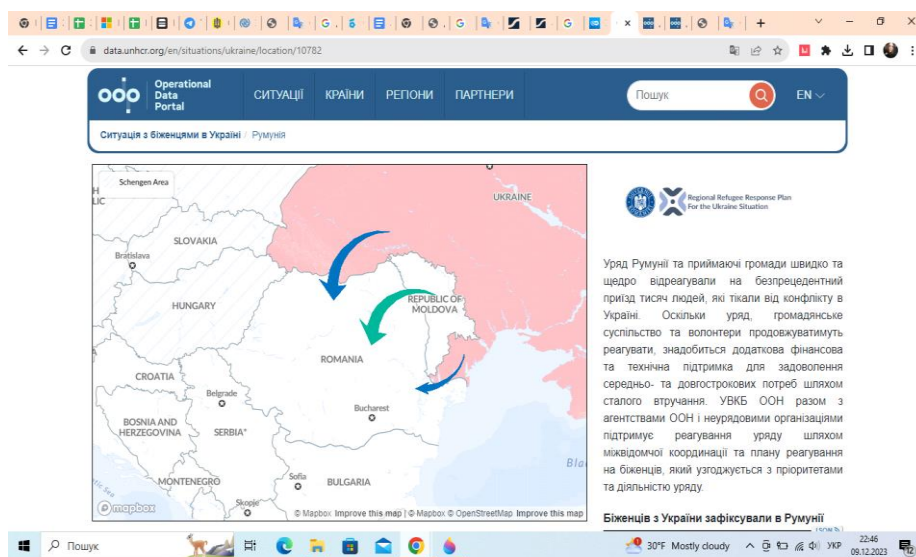 data.unhcr.org/en/situations/ukraine/location/10782
Operational
Data
Portal
СИТУАЦІЇ КРАЇНИ РЕГІОНИ ПАРТНЕРИ
Пошук
EN
Ситуація з біженцями в Україні / Румунія
Schengen Area
UKRAINE
SLOVAKIA
Bratislava
HUNGARY
REPUBLIC OF
MOLDOVA
ROMANIA
CROATIA
Belgrade
Bucharest
BOSNIA AND
HERZEGOVINA
SERBIA*
MONTENEGRO
Sofia
BULGARIA
Skopje
mapbox
© Mapbox Improve this map | © Mapbox © OpenStreetMap Improve this map
Regional Refugee Response Plan
For the Ukraine Situation
Уряд Румунії та приймаючі громади швидко та
щедро відреагували на безпрецедентний
приїзд тисяч людей, які тікали від конфлікту в
Україні. Оскільки уряд, громадянське
суспільство та волонтери продовжуватимуть
реагувати, знадобиться додаткова фінансова
та технічна підтримка для задоволення
середньо- та довгострокових потреб шляхом
сталого втручання. УВКБ ООН разом з
агентствами ООН і неурядовими організаціями
підтримує реагування уряду шляхом
міжвідомчої координації та плану реагування
на біженців, який узгоджується з пріоритетами
та діяльністю уряду.
Біженців з України зафіксували в Румунії
Пошук
30°F Mostly cloudy
УКР
22:46
09.12.2023